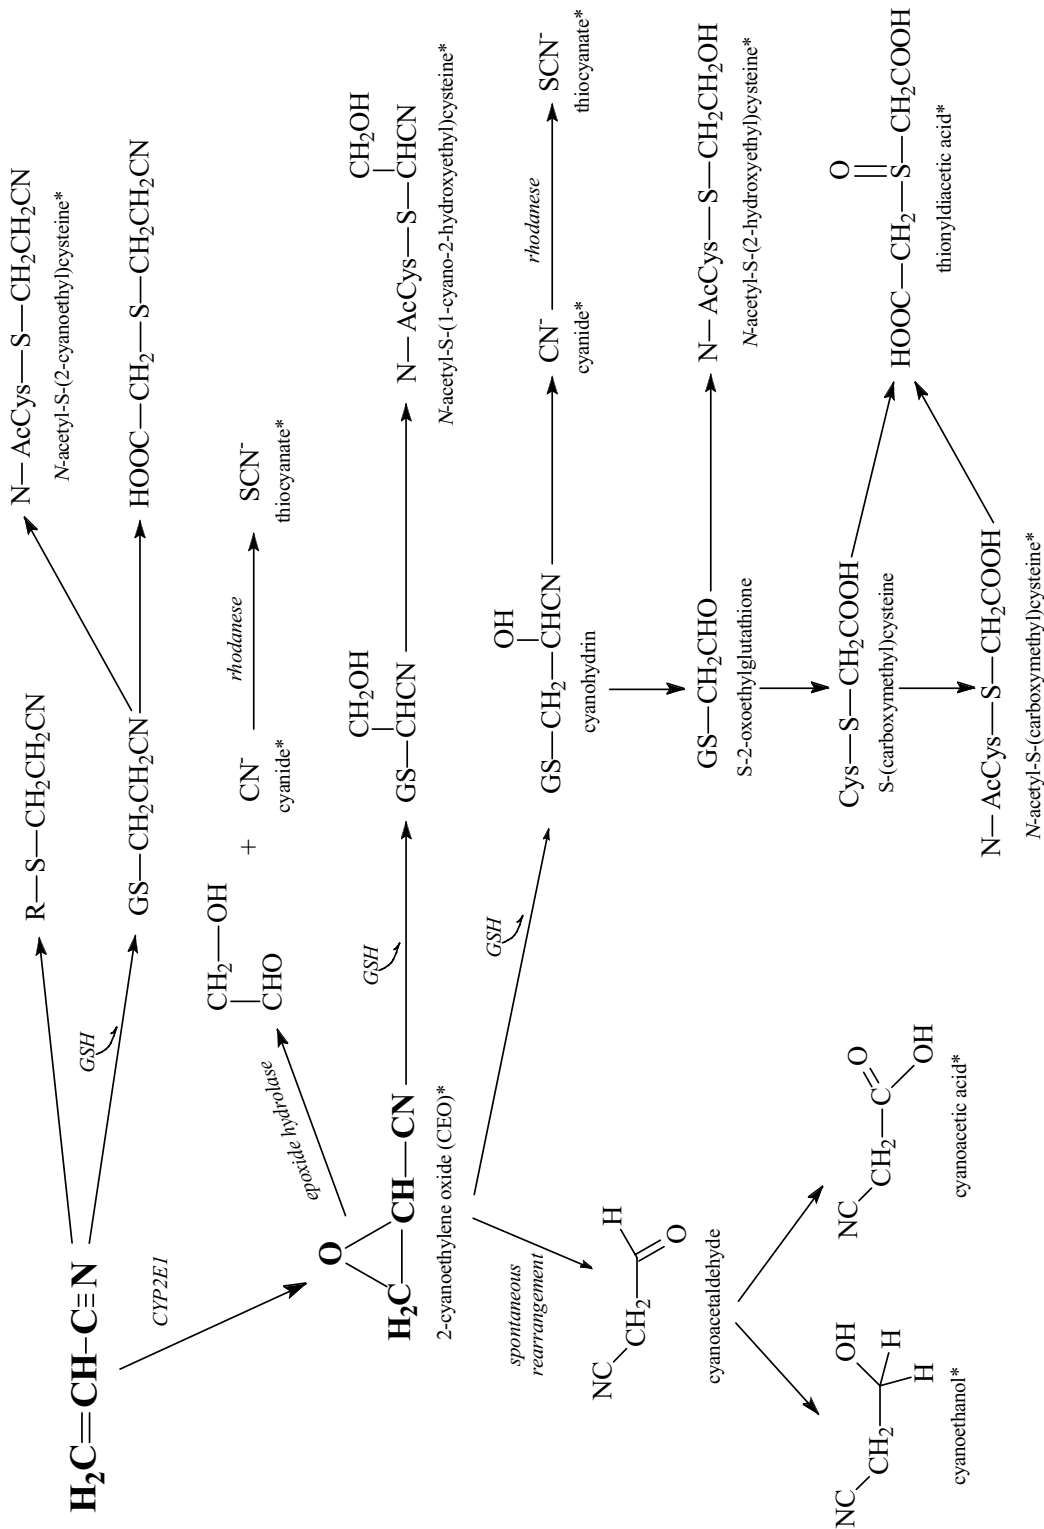 H₂C=CH-C≡N
CYP2E1
R—S—CH₂CH₂CN
GSH
GS—CH₂CH₂CN
N—AcCys—S—CH₂CH₂CN
N-acetyl-S-(2-cyanoethyl)cysteine*
HOOC—CH₂—S—CH₂CH₂CN
O
H₂C—CH—CN
2-cyanoethylene oxide (CEO)*
epoxide hydrolase
CH₂—OH
CHO
+
CN⁻
cyanide*
rhodanese
SCN⁻
thiocyanate*
GSH
CH₂OH
GS—CHCN
CH₂OH
N—AcCys—S—CHCN
N-acetyl-S-(1-cyano-2-hydroxyethyl)cysteine*
GSH
OH
GS—CH₂—CHCN
cyanohydrin
CN⁻
cyanide*
rhodanese
SCN⁻
thiocyanate*
GS—CH₂CHO
S-2-oxoethylglutathione
N—AcCys—S—CH₂CH₂OH
N-acetyl-S-(2-hydroxyethyl)cysteine*
Cys—S—CH₂COOH
S-(carboxymethyl)cysteine
O
HOOC—CH₂—S—CH₂COOH
thionyldiacetic acid*
N—AcCys—S—CH₂COOH
N-acetyl-S-(carboxymethyl)cysteine*
spontaneous
rearrangement
H
NC
CH₂
O
cyanoacetaldehyde
OH
NC
CH₂
H
H
cyanoethanol*
O
NC
CH₂—C
OH
cyanoacetic acid*